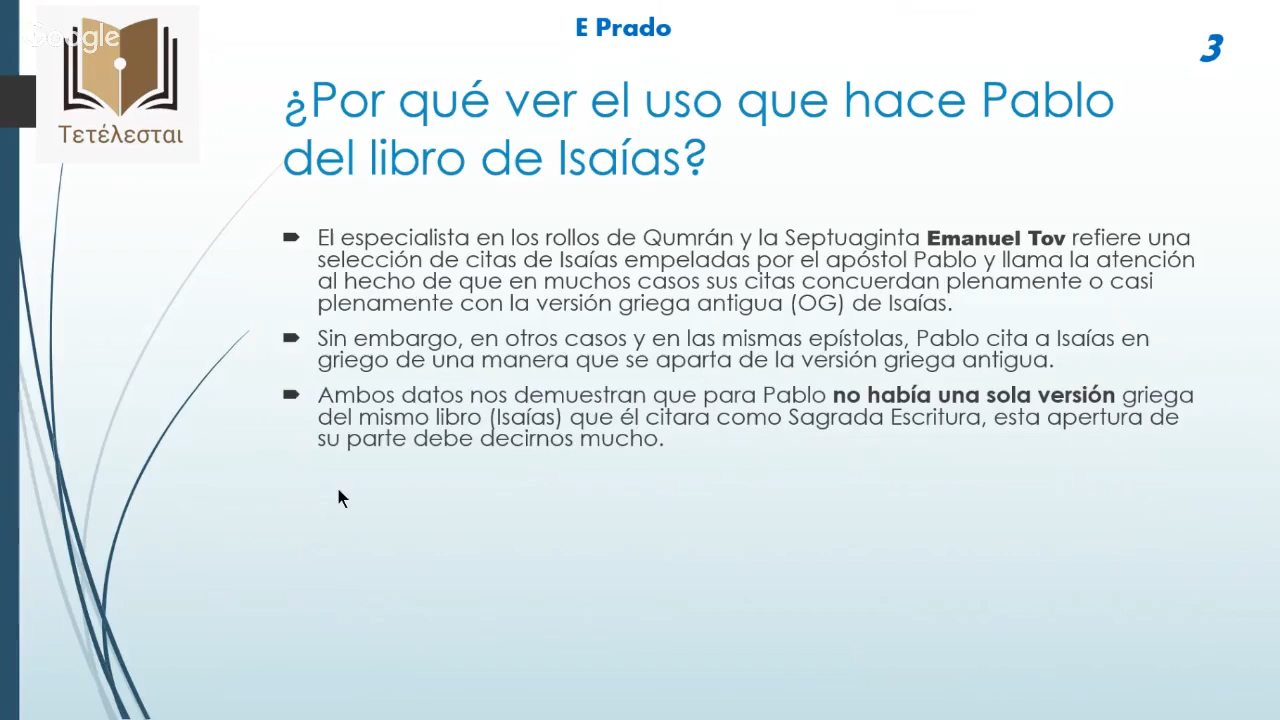 Google
E Prado
3
Τετέλεσται
¿Por qué ver el uso que hace Pablo
del libro de Isaías?
El especialista en los rollos de Qumrán y la Septuaginta Emanuel Tov refiere una
selección de citas de Isaías empeladas por el apóstol Pablo y llama la atención
al hecho de que en muchos casos sus citas concuerdan plenamente o casi
plenamente con la versión griega antigua (OG) de Isaías.
Sin embargo, en otros casos y en las mismas epístolas, Pablo cita a Isaías en
griego de una manera que se aparta de la versión griega antigua.
Ambos datos nos demuestran que para Pablo no había una sola versión griega
del mismo libro (Isaías) que él citara como Sagrada Escritura, esta apertura de
su parte debe decirnos mucho.